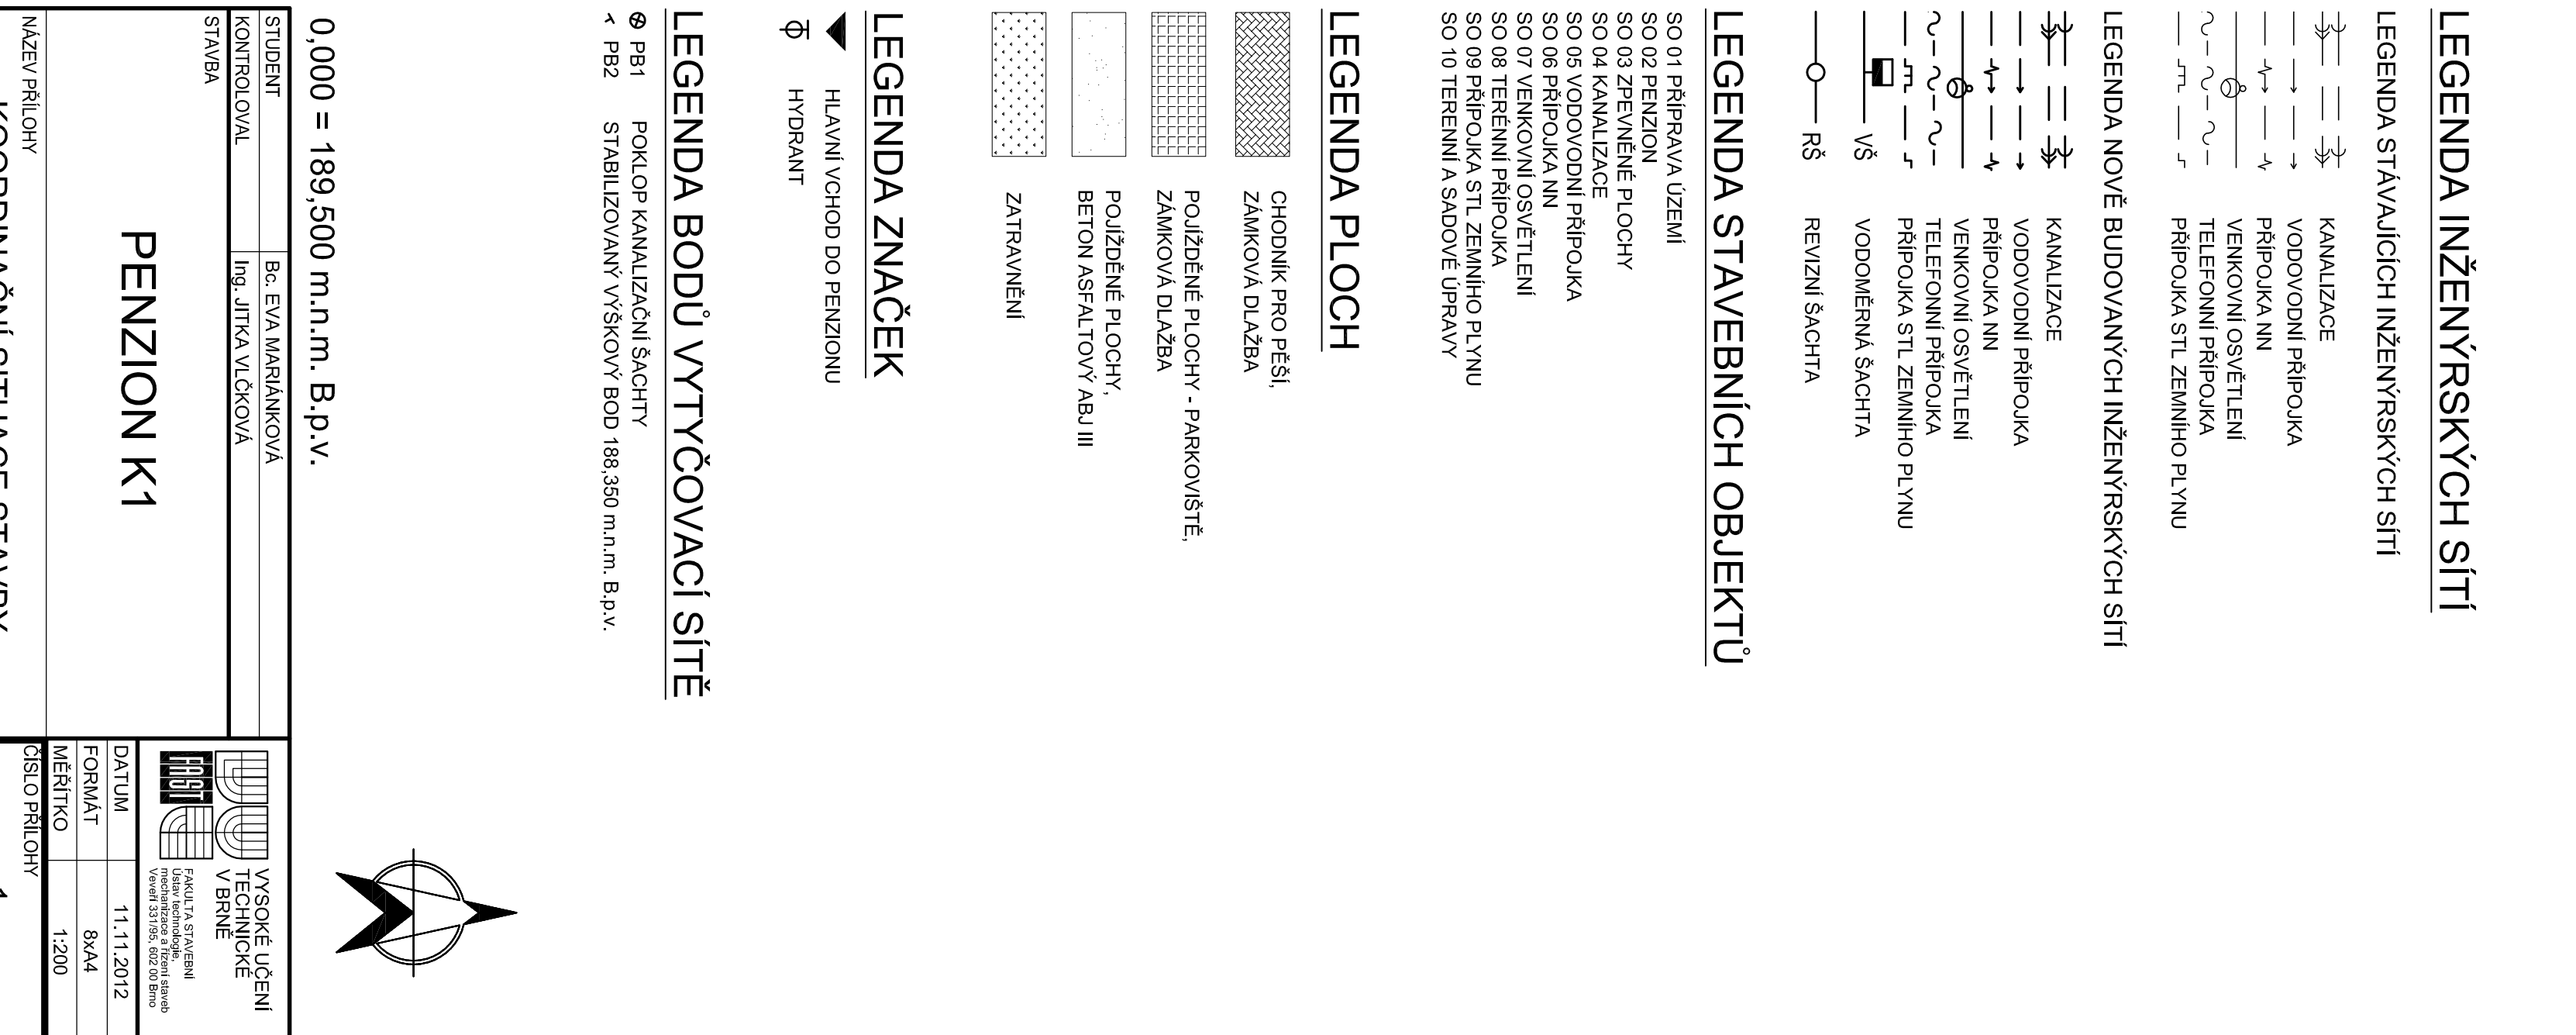 LEGENDA INŽENÝRSKÝCH SÍTÍ
LEGENDA STÁVAJÍCÍCH INŽENÝRSKÝCH SÍTÍ
KANALIZACE
VODOVODNÍ PŘÍPOJKA
PŘÍPOJKA NN
VENKOVNÍ OSVĚTLENÍ
TELEFONNÍ PŘÍPOJKA
PŘÍPOJKA STL ZEMNÍHO PLYNU
LEGENDA NOVĚ BUDOVANÝCH INŽENÝRSKÝCH SÍTÍ
KANALIZACE
VODOVODNÍ PŘÍPOJKA
PŘÍPOJKA NN
VENKOVNÍ OSVĚTLENÍ
TELEFONNÍ PŘÍPOJKA
PŘÍPOJKA STL ZEMNÍHO PLYNU
VŠ VODOMĚRNÁ ŠACHTA
RŠ REVIZNÍ ŠACHTA
LEGENDA STAVEBNÍCH OBJEKTŮ
SO 01 PŘÍPRAVA ÚZEMÍ
SO 02 PENZION
SO 03 ZPEVNĚNÉ PLOCHY
SO 04 KANALIZACE
SO 05 VODOVODNÍ PŘÍPOJKA
SO 06 PŘÍPOJKA NN
SO 07 VENKOVNÍ OSVĚTLENÍ
SO 08 TERÉNNÍ PŘÍPOJKA
SO 09 PŘÍPOJKA STL ZEMNÍHO PLYNU
SO 10 TERENNÍ A SADOVÉ ÚPRAVY
LEGENDA PLOCH
CHODNÍK PRO PĚŠÍ,
ZÁMKOVÁ DLAŽBA
POJÍŽDĚNÉ PLOCHY - PARKOVIŠTĚ,
ZÁMKOVÁ DLAŽBA
POJÍŽDĚNÉ PLOCHY,
BETON ASFALTOVÝ ABJ III
ZATRAVNĚNÍ
LEGENDA ZNAČEK
HLAVNÍ VCHOD DO PENZIONU
HYDRANT
LEGENDA BODŮ VYTYČOVACÍ SÍTĚ
PB1 POKLOP KANALIZAČNÍ ŠACHTY
PB2 STABILIZOVANÝ VÝŠKOVÝ BOD 188,350 m.n.m. B.p.v.
0,000 = 189,500 m.n.m. B.p.v.
STUDENT Bc. EVA MARIÁNKOVÁ
KONTROLOVAL Ing. JITKA VLČKOVÁ
STAVBA
PENZION K1
NÁZEV PŘÍLOHY
KOORDINAČNÍ SITUACE STAVBY
FAST
VYSOKÉ UČENÍ
TECHNICKÉ
V BRNĚ
FAKULTA STAVEBNÍ
Ústav technologie,
mechanizace a řízení staveb
Veveří 331/95, 602 00 Brno
DATUM 11.11.2012
FORMÁT 8xA4
MĚŘÍTKO 1:200
ČÍSLO PŘÍLOHY